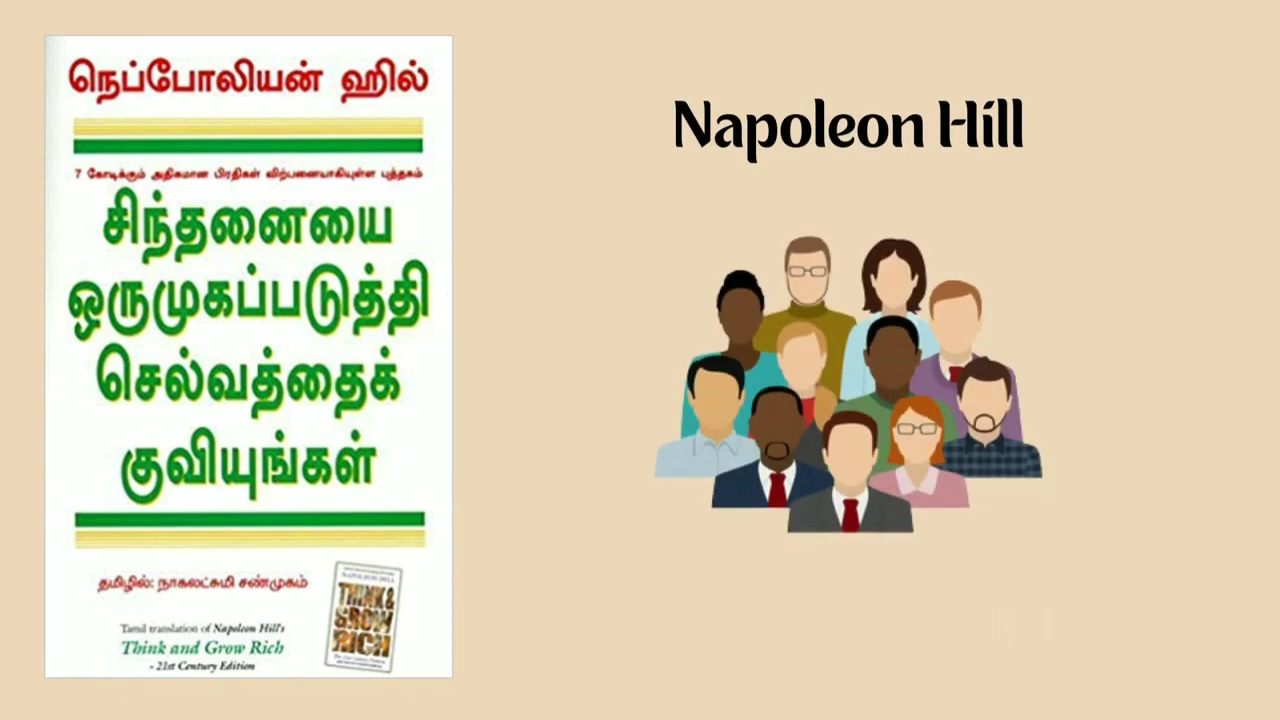 நெப்போலியன் ஹில்
7 கோடிக்கும் அதிகமான பிரதிகள் விற்பனையாகியுள்ள புத்தகம்
சிந்தனையை
ஒருமுகப்படுத்தி
செல்வத்தைக்
குவியுங்கள்
தமிழில்: நாகலட்சுமி சண்முகம்
NAPOLEON HILL
THINK &
GROW
RICH
Tamil translation of Napoleon Hill's
Think and Grow Rich
- 21st Century Edition
Napoleon Hill